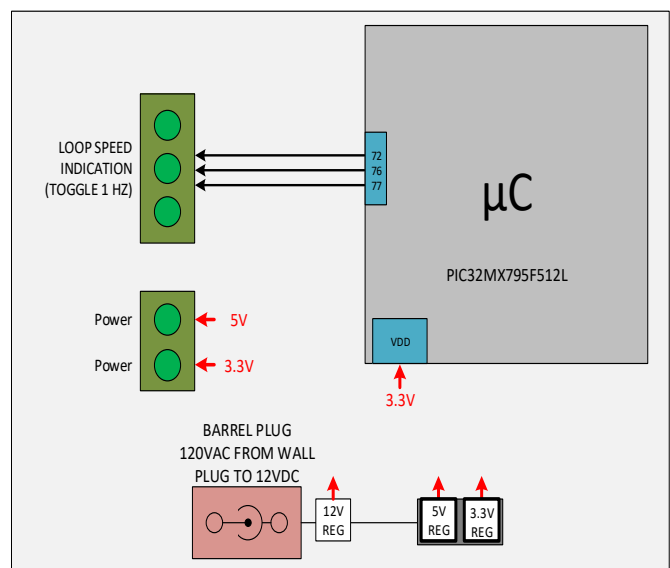 LOOP SPEED
INDICATION
(TOGGLE 1 HZ)
72
76
77
μC
PIC32MX795F512L
Power
5V
Power
3.3V
VDD
3.3V
BARREL PLUG
120VAC FROM WALL
PLUG TO 12VDC
12V
REG
5V
REG
3.3V
REG